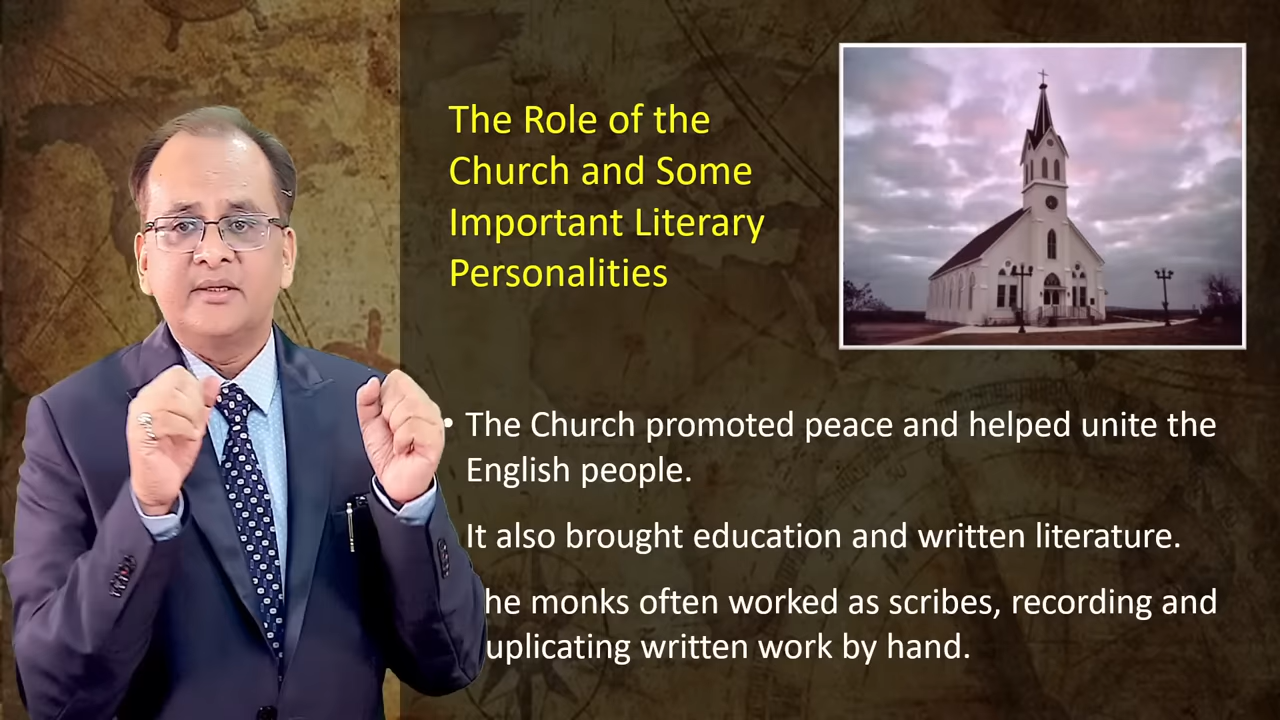 The Role of the
Church and Some
Important Literary
Personalities
• The Church promoted peace and helped unite the
English people.
It also brought education and written literature.
he monks often worked as scribes, recording and
uplicating written work by hand.